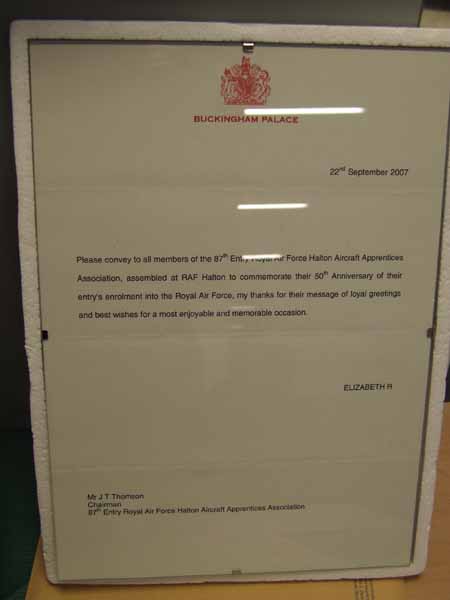 BUCKINGHAM PALACE
22nd September 2007
Please convey to all members of the 87th Entry Royal Air Force Halton Aircraft Apprentices
Association, assembled at RAF Halton to commemorate their 50th Anniversary of their
entry's enrolment into the Royal Air Force, my thanks for their message of loyal greetings
and best wishes for a most enjoyable and memorable occasion.
ELIZABETH R
Mr J T Thomson
Chairman
87th Entry Royal Air Force Halton Aircraft Apprentices Association